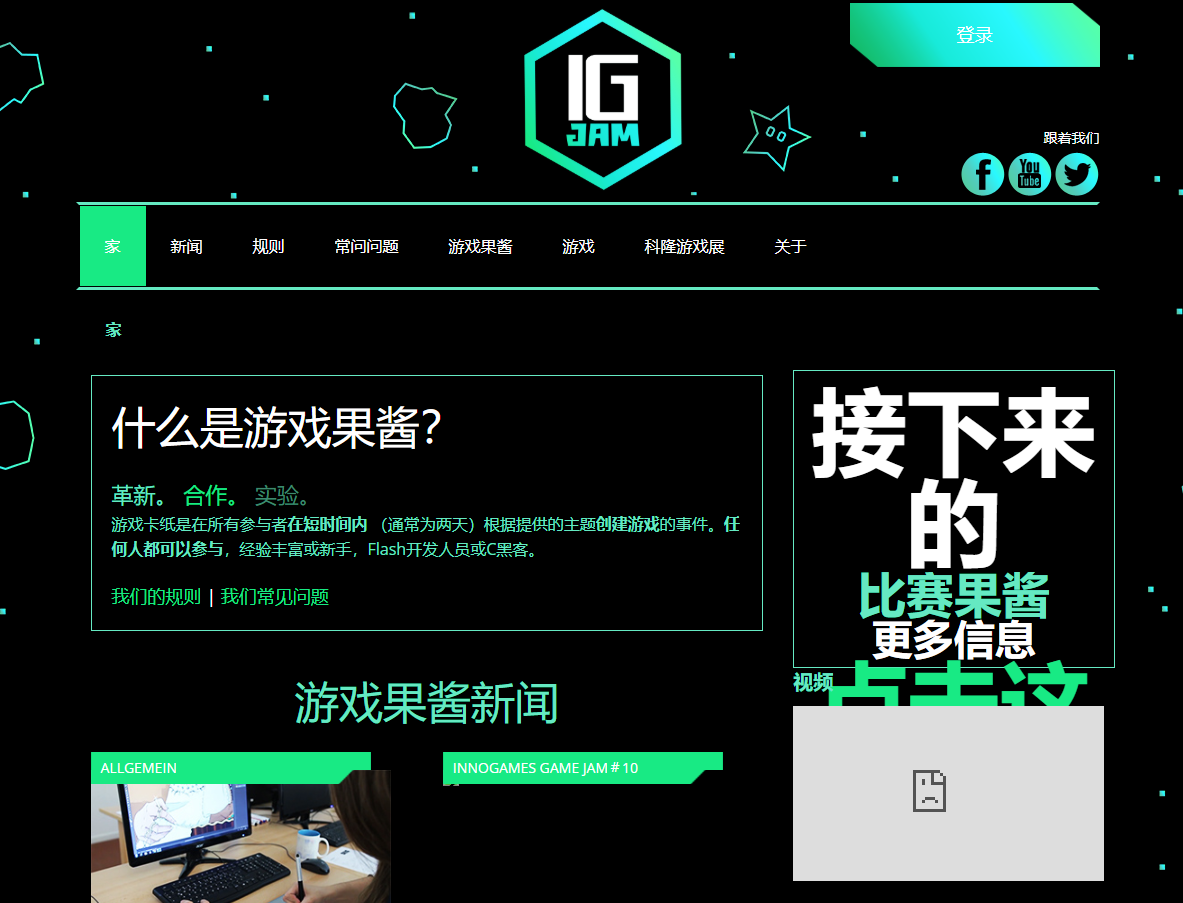 登录
IG
JAM
跟着我们
You
Tube
家 新闻 规则 常问问题 游戏果酱 游戏 科隆游戏展 关于
家
什么是游戏果酱？
革新。 合作。 实验。
游戏卡纸是在所有参与者在短时间内 （通常为两天）根据提供的主题创建游戏的事件。任
何人都可以参与，经验丰富或新手，Flash开发人员或C黑客。
我们的规则 | 我们常见问题
接下来
的
比赛果酱
更多信息
点击这
视频
游戏果酱新闻
ALLGEMEIN
INNOGAMES GAME JAM # 10